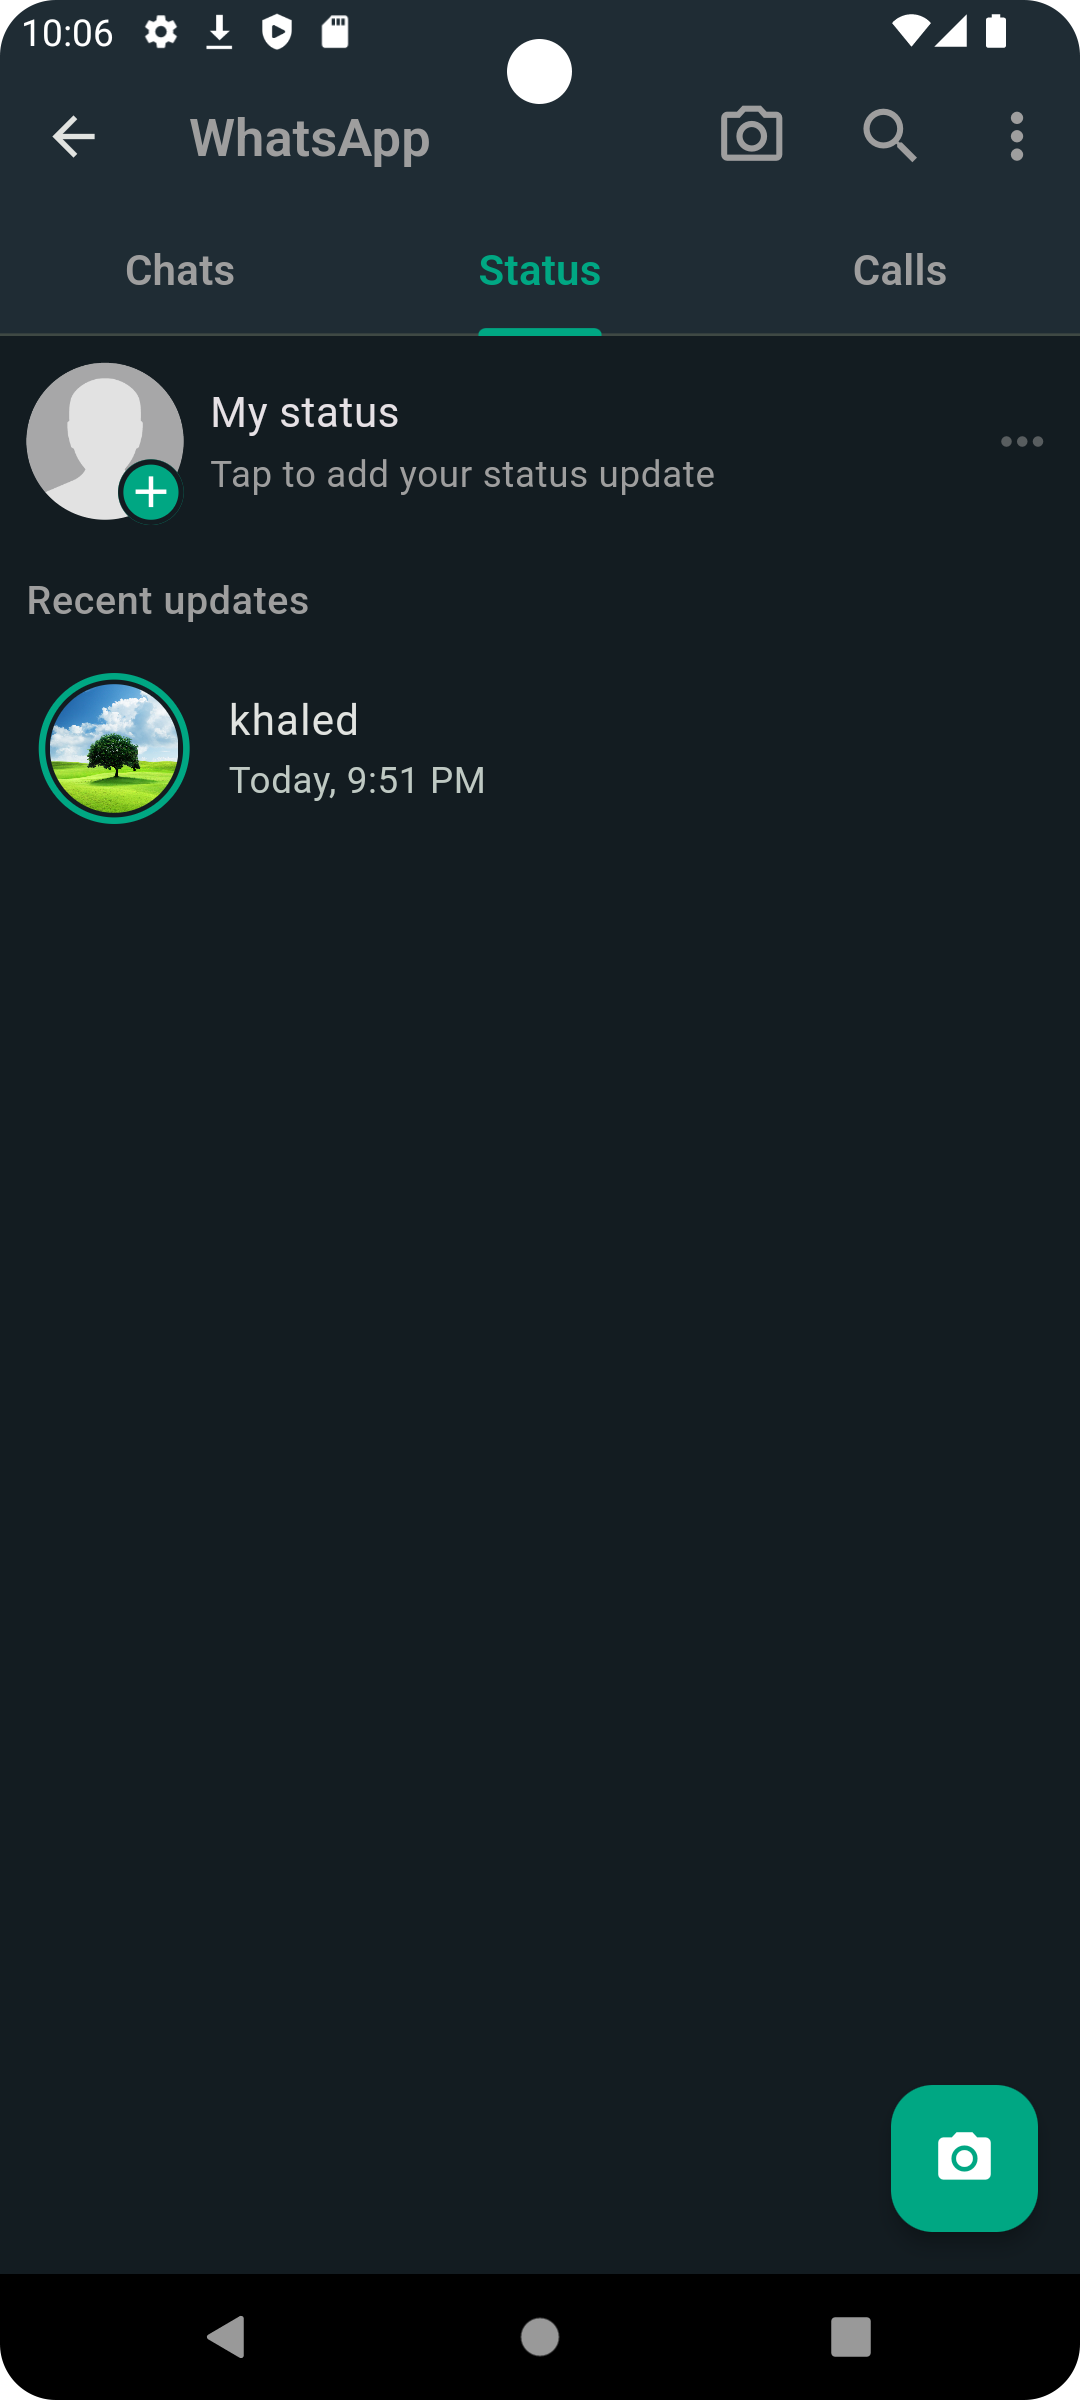 10:06
WhatsApp
Chats Status Calls
My status
Tap to add your status update
Recent updates
khaled
Today, 9:51 PM